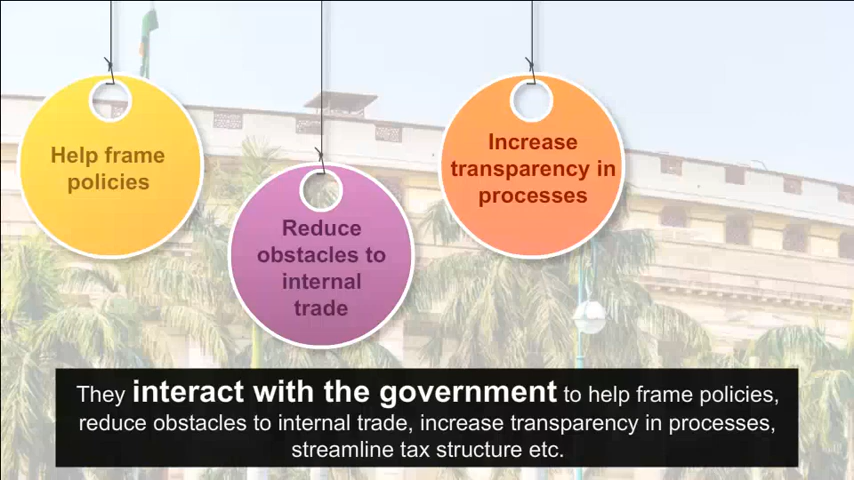 Help frame
policies
Reduce
obstacles to
internal
trade
Increase
transparency in
processes
They interact with the government to help frame policies,
reduce obstacles to internal trade, increase transparency in processes,
streamline tax structure etc.